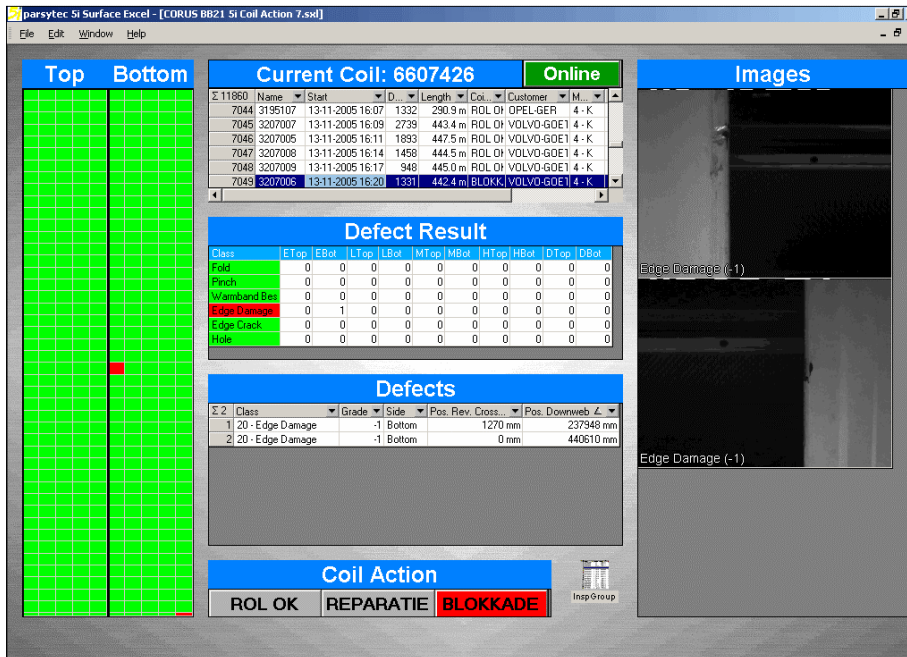 parsytec 5i Surface Excel - [CORUS BB21 5i Coil Action 7.sxl]
File Edit Window Help
Top Bottom
Current Coil: 6607426 Online
Σ 11860 Name Start D... Length Coi... Customer M...
7044 3195107 13-11-2005 16:07 1332 290.9 m ROL OK OPEL-GER 4 - K
7045 3207007 13-11-2005 16:09 2739 443.4 m ROL OK VOLVO-GOET 4 - K
7046 3207005 13-11-2005 16:11 1893 447.5 m ROL OK VOLVO-GOET 4 - K
7047 3207008 13-11-2005 16:14 1458 444.5 m ROL OK VOLVO-GOET 4 - K
7048 3207009 13-11-2005 16:17 948 445.0 m ROL OK VOLVO-GOET 4 - K
7049 3207006 13-11-2005 16:20 1331 442.4 m BLOKK. VOLVO-GOET 4 - K
Defect Result
Class ETop EBot LTop LBot MTop MBot HTop HBot DTop DBot
Fold 0 0 0 0 0 0 0 0 0 0
Pinch 0 0 0 0 0 0 0 0 0 0
Warmband Bes 0 0 0 0 0 0 0 0 0 0
Edge Damage 0 1 0 0 0 0 0 0 0 0
Edge Crack 0 0 0 0 0 0 0 0 0 0
Hole 0 0 0 0 0 0 0 0 0 0
Defects
Σ 2 Class Grade Side Pos. Rev. Cross... Pos. Downweb
1 20 - Edge Damage -1 Bottom 1270 mm 237948 mm
2 20 - Edge Damage -1 Bottom 0 mm 440610 mm
Coil Action
ROL OK REPARATIE BLOKKADE
InspGroup
Images
Edge Damage (-1)
Edge Damage (-1)